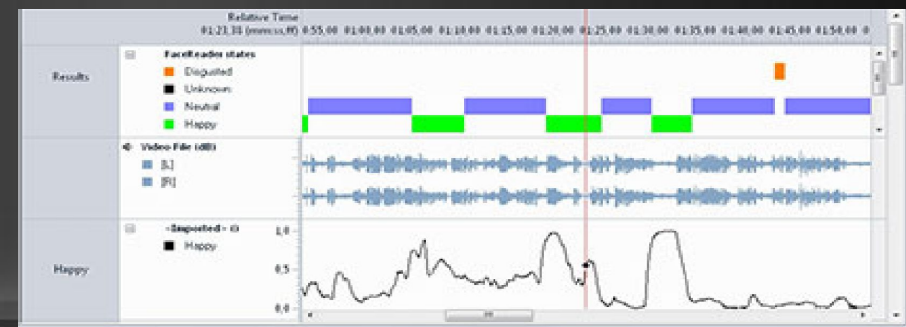 Relative Time
01:23,38 (mm:ss,ff) 0:55,00 01:00,00 01:05,00 01:10,00 01:15,00 01:20,00 01:25,00 01:30,00 01:35,00 01:40,00 01:45,00 01:50,00 0
Results
FaceReader states
Disgusted
Unknown
Neutral
Happy
Video File (dB)
[L]
[R]
Happy
-Imported-
Happy
1,0
0,5
0,0